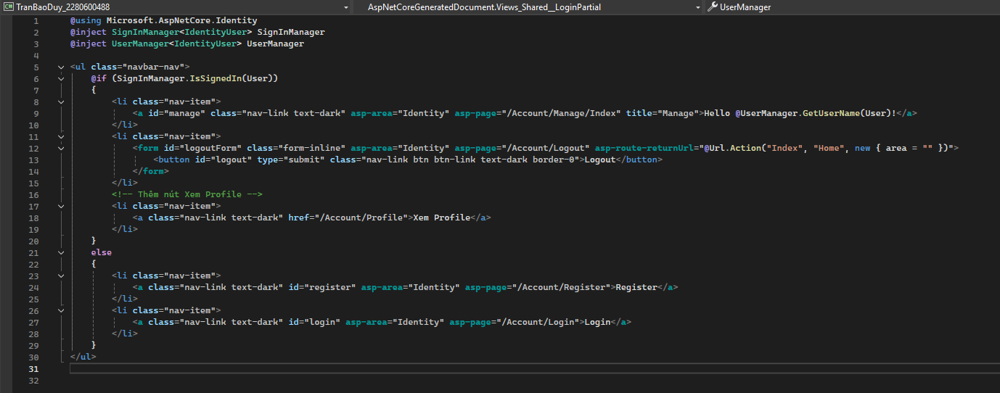 C# TranBaoDuy_2280600488 AspNetCoreGeneratedDocument.Views_Shared__LoginPartial UserManager
1 @using Microsoft.AspNetCore.Identity
2 @inject SignInManager<IdentityUser> SignInManager
3 @inject UserManager<IdentityUser> UserManager
4
5 <ul class="navbar-nav">
6 @if (SignInManager.IsSignedIn(User))
7 {
8 <li class="nav-item">
9 <a id="manage" class="nav-link text-dark" asp-area="Identity" asp-page="/Account/Manage/Index" title="Manage">Hello @UserManager.GetUserName(User)!</a>
10 </li>
11 <li class="nav-item">
12 <form id="logoutForm" class="form-inline" asp-area="Identity" asp-page="/Account/Logout" asp-route-returnUrl="@Url.Action("Index", "Home", new { area = "" })">
13 <button id="logout" type="submit" class="nav-link btn btn-link text-dark border-0">Logout</button>
14 </form>
15 </li>
16 <!-- Thêm nút Xem Profile -->
17 <li class="nav-item">
18 <a class="nav-link text-dark" href="/Account/Profile">Xem Profile</a>
19 </li>
20 }
21 else
22 {
23 <li class="nav-item">
24 <a class="nav-link text-dark" id="register" asp-area="Identity" asp-page="/Account/Register">Register</a>
25 </li>
26 <li class="nav-item">
27 <a class="nav-link text-dark" id="login" asp-area="Identity" asp-page="/Account/Login">Login</a>
28 </li>
29 }
30 </ul>
31
32